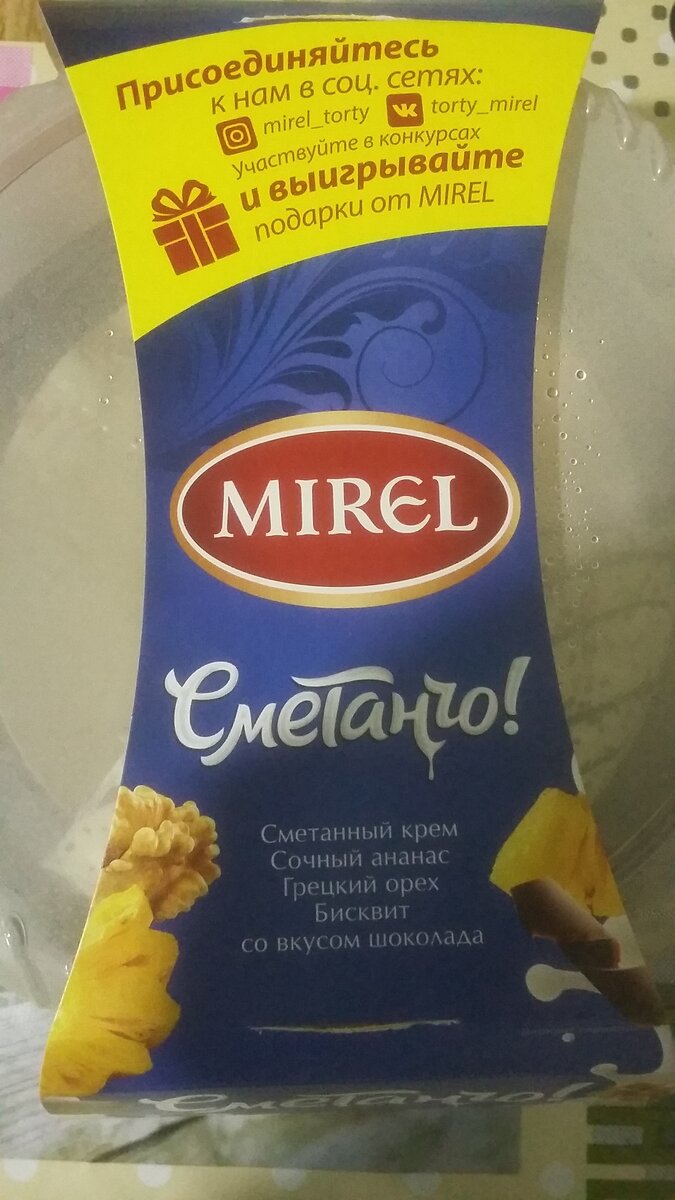 Присоединяйтесь
к нам в соц. сетях:
mirel_torty torty_mirel
Участвуйте в конкурсах
и выигрывайте
подарки от MIREL
MIREL
Сметанчо!
Сметанный крем
Сочный ананас
Грецкий орех
Бисквит
со вкусом шоколада
Сметанчо!